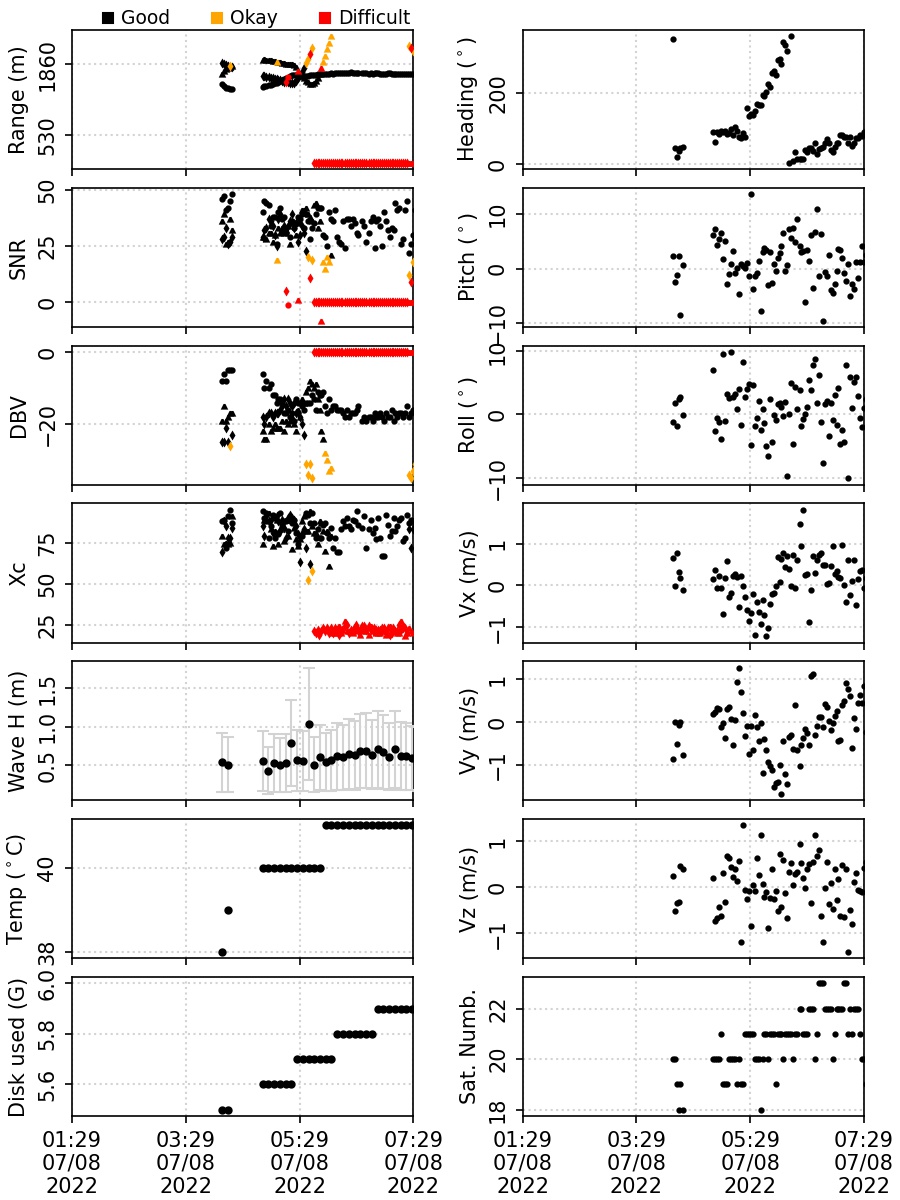 Good Okay Difficult
Range (m)
1860
530
Heading (°)
200
0
SNR
50
25
0
Pitch (°)
10
0
−10
DBV
0
−20
Roll (°)
10
0
−10
Xc
75
50
25
Vx (m/s)
1
0
−1
Wave H (m)
1.5
1.0
0.5
Vy (m/s)
1
0
−1
Temp (°C)
40
38
Vz (m/s)
1
0
−1
Disk used (G)
6.0
5.8
5.6
Sat. Numb.
22
20
18
01:29 03:29 05:29 07:29 01:29 03:29 05:29 07:29
07/08 07/08 07/08 07/08 07/08 07/08 07/08 07/08
2022 2022 2022 2022 2022 2022 2022 2022